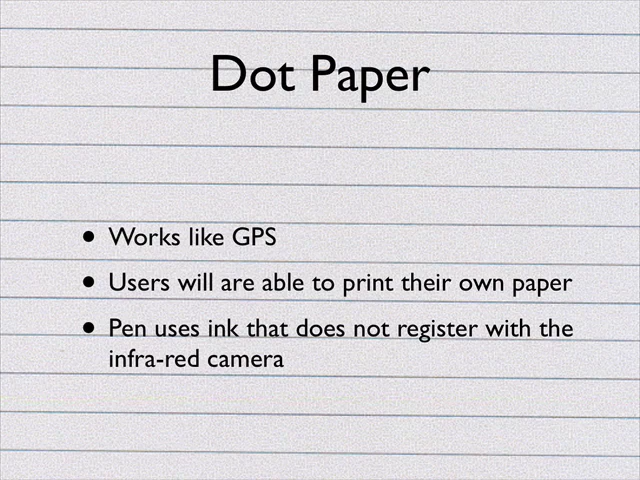 Dot Paper
• Works like GPS
• Users will are able to print their own paper
• Pen uses ink that does not register with the
infra-red camera